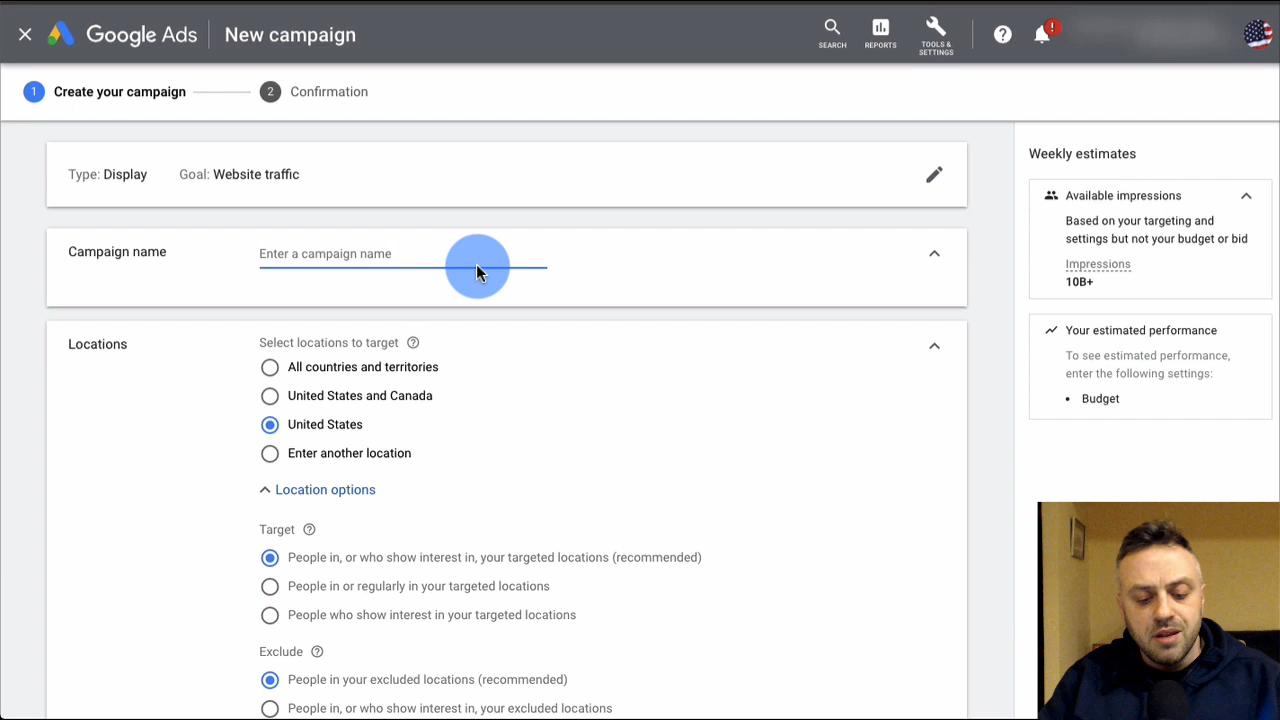 Google Ads
New campaign
SEARCH
REPORTS
TOOLS &
SETTINGS
!
1 Create your campaign
2 Confirmation
Type: Display
Goal: Website traffic
Campaign name
Enter a campaign name
Locations
Select locations to target
All countries and territories
United States and Canada
United States
Enter another location
Location options
Target
People in, or who show interest in, your targeted locations (recommended)
People in or regularly in your targeted locations
People who show interest in your targeted locations
Exclude
People in your excluded locations (recommended)
People in, or who show interest in, your excluded locations
Weekly estimates
Available impressions
Based on your targeting and
settings but not your budget or bid
Impressions
10B+
Your estimated performance
To see estimated performance,
enter the following settings:
• Budget